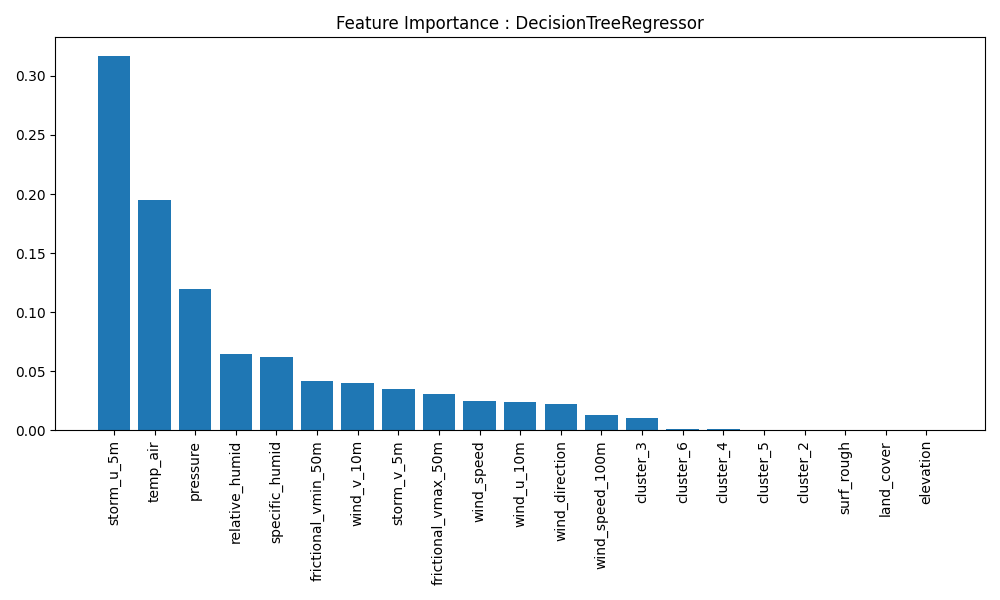 Feature Importance : DecisionTreeRegressor
0.30
0.25
0.20
0.15
0.10
0.05
0.00
storm_u_5m
temp_air
pressure
relative_humid
specific_humid
frictional_vmin_50m
wind_v_10m
storm_v_5m
frictional_vmax_50m
wind_speed
wind_u_10m
wind_direction
wind_speed_100m
cluster_3
cluster_6
cluster_4
cluster_5
cluster_2
surf_rough
land_cover
elevation